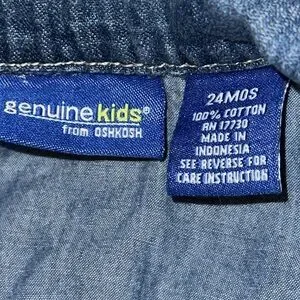 genuine kids®
from OSHKOSH
24MOS
100% COTTON
RN 17730
MADE IN
INDONESIA
SEE REVERSE FOR
CARE INSTRUCTION